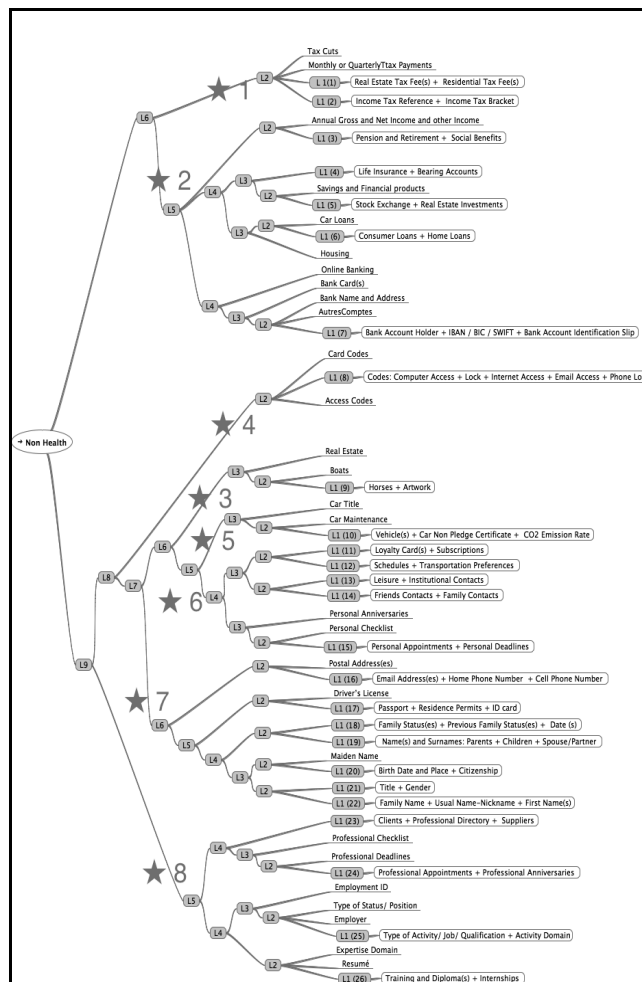 Tax Cuts
Monthly or QuarterlyTtax Payments
L6
★ 1
L2
L 1(1) Real Estate Tax Fee(s) + Residential Tax Fee(s)
L1 (2) Income Tax Reference + Income Tax Bracket
Annual Gross and Net Income and other Income
L2
L1 (3) Pension and Retirement + Social Benefits
★ 2
L5
L4
L3
L1 (4) Life Insurance + Bearing Accounts
L2
Savings and Financial products
L1 (5) Stock Exchange + Real Estate Investments
L3
L2
Car Loans
L1 (6) Consumer Loans + Home Loans
Housing
Online Banking
L4
Bank Card(s)
L3
Bank Name and Address
L2
AutresComptes
L1 (7) Bank Account Holder + IBAN / BIC / SWIFT + Bank Account Identification Slip
Card Codes
L1 (8) Codes: Computer Access + Lock + Internet Access + Email Access + Phone Lo
L2
Access Codes
★ 4
➔ Non Health
Real Estate
L3
Boats
L2
L1 (9) Horses + Artwork
★ 3
Car Title
L3
Car Maintenance
L2
L1 (10) Vehicle(s) + Car Non Pledge Certificate + CO2 Emission Rate
★ 5
L6
L2
L1 (11) Loyalty Card(s) + Subscriptions
L1 (12) Schedules + Transportation Preferences
L8
L7
L5
L3
L2
L1 (13) Leisure + Institutional Contacts
L1 (14) Friends Contacts + Family Contacts
★ 6
L4
Personal Anniversaries
L3
Personal Checklist
L2
L1 (15) Personal Appointments + Personal Deadlines
L9
L2
Postal Address(es)
L1 (16) Email Address(es) + Home Phone Number + Cell Phone Number
★ 7
Driver's License
L2
L1 (17) Passport + Residence Permits + ID card
L6
L2
L1 (18) Family Status(es) + Previous Family Status(es) + Date (s)
L1 (19) Name(s) and Surnames: Parents + Children + Spouse/Partner
L5
L4
Maiden Name
L2
L1 (20) Birth Date and Place + Citizenship
L3
L2
L1 (21) Title + Gender
L1 (22) Family Name + Usual Name-Nickname + First Name(s)
L1 (23) Clients + Professional Directory + Suppliers
L4
Professional Checklist
L3
Professional Deadlines
L2
L1 (24) Professional Appointments + Professional Anniversaries
★ 8
Employment ID
L5
L3
Type of Status/ Position
L2
Employer
L4
L1 (25) Type of Activity/ Job/ Qualification + Activity Domain
Expertise Domain
L2
Resumé
L1 (26) Training and Diploma(s) + Internships